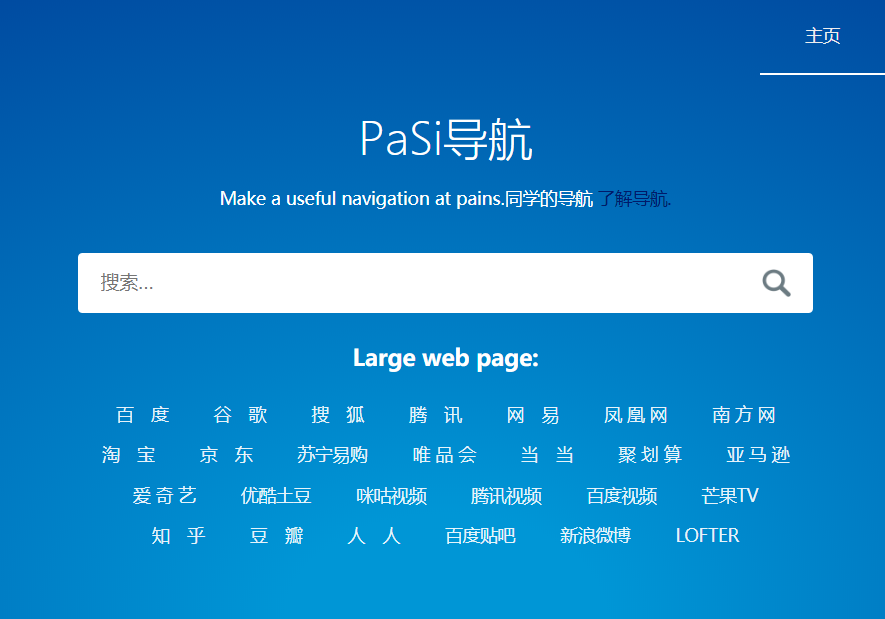 主页
PaSi导航
Make a useful navigation at pains.同学的导航 了解导航.
搜索...
Large web page:
百 度 谷 歌 搜 狐 腾 讯 网 易 凤 凰 网 南 方 网
淘 宝 京 东 苏宁易购 唯 品 会 当 当 聚 划 算 亚 马 逊
爱 奇 艺 优酷土豆 咪咕视频 腾讯视频 百度视频 芒果TV
知 乎 豆 瓣 人 人 百度贴吧 新浪微博 LOFTER